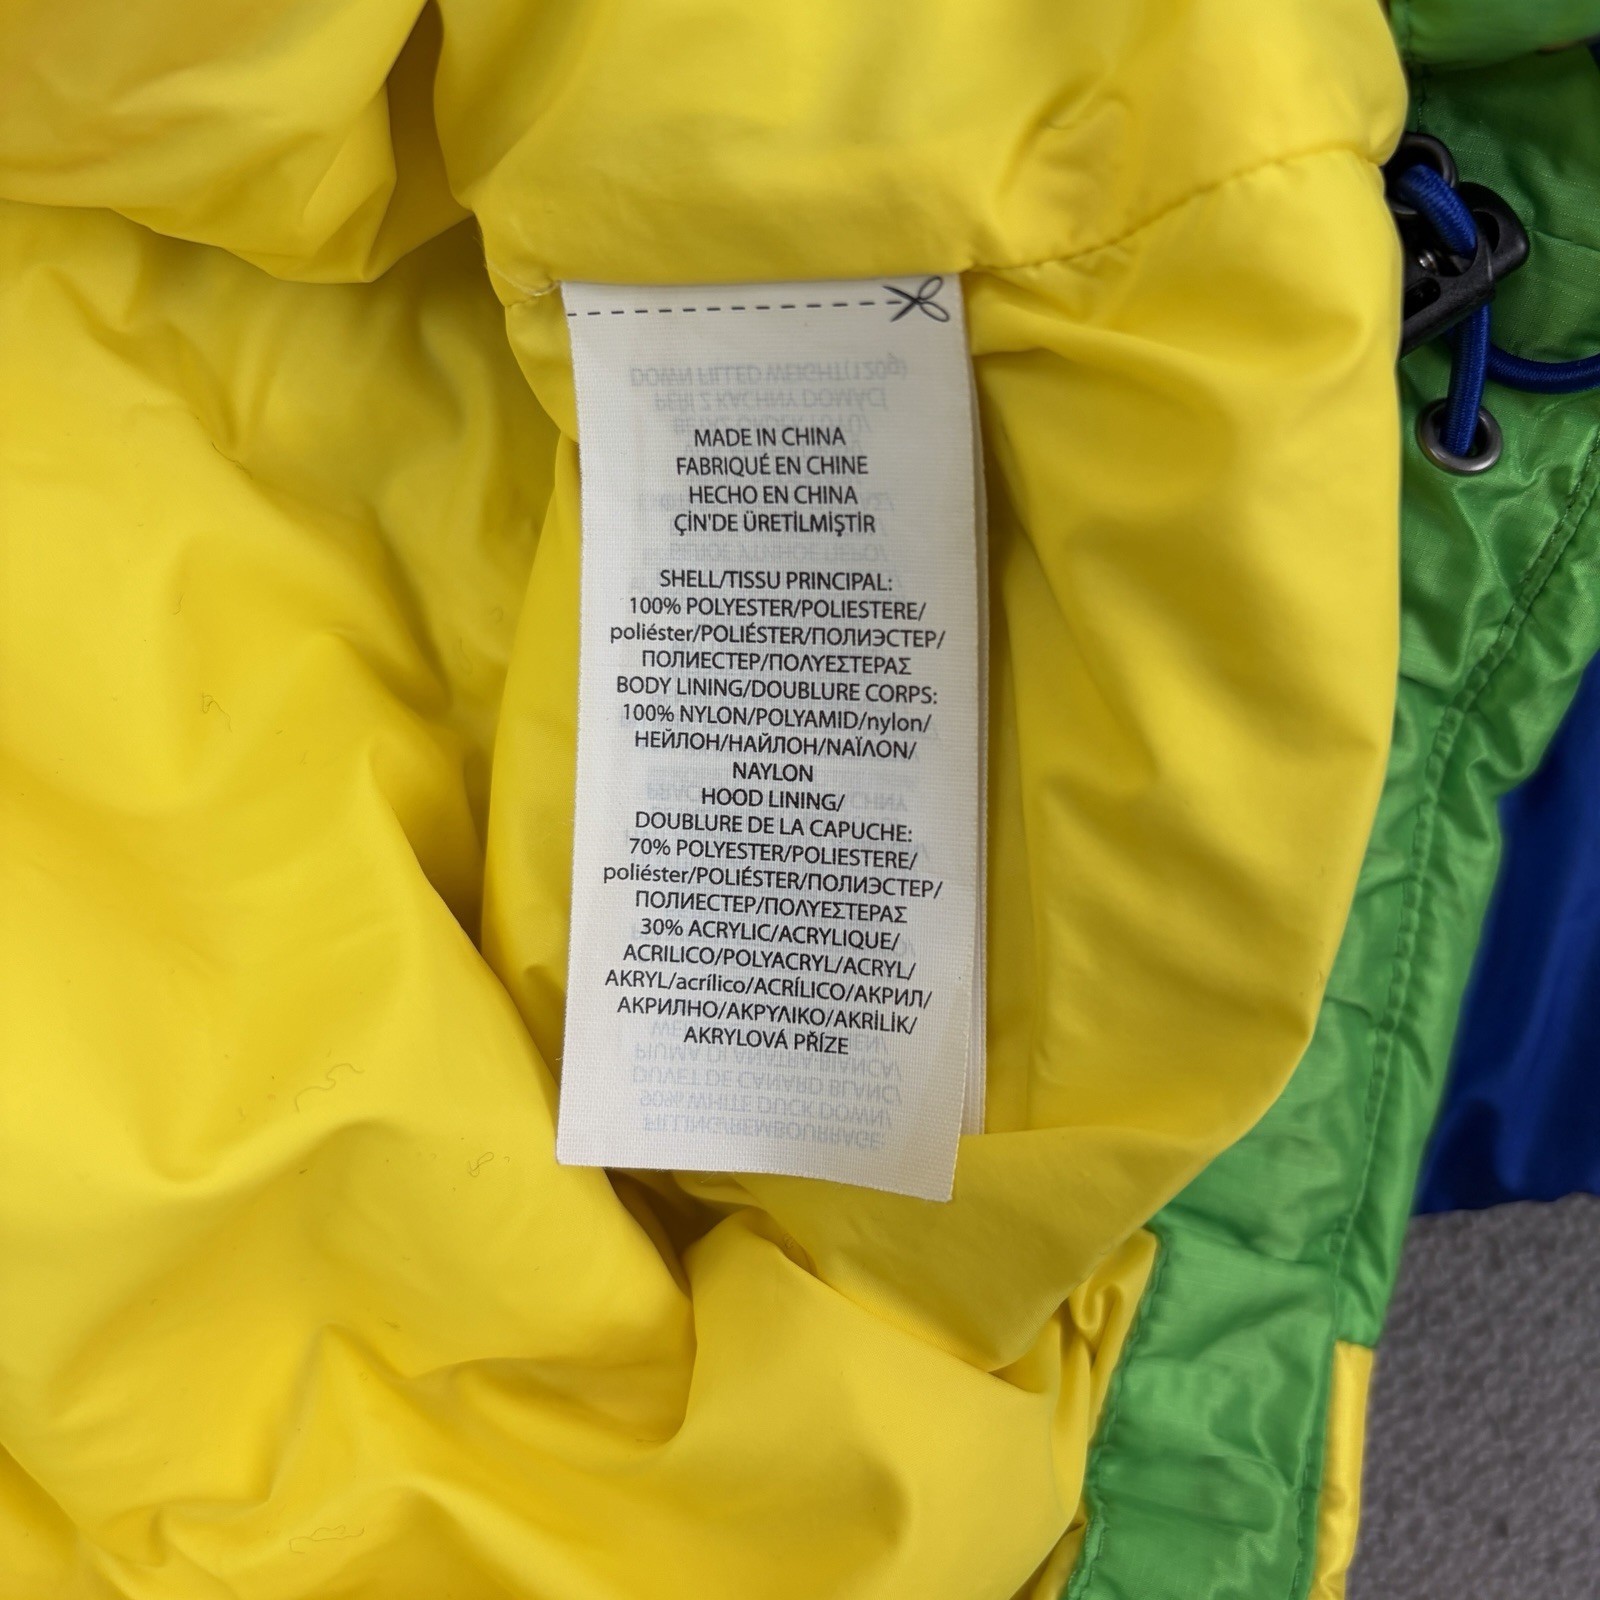 MADE IN CHINA
FABRIQUÉ EN CHINE
HECHO EN CHINA
ÇİN'DE ÜRETİLMİŞTİR
SHELL/TISSU PRINCIPAL:
100% POLYESTER/POLIESTERE/
poliéster/POLIÉSTER/ПОЛИЭСТЕР/
ПОЛИЕСТЕР/ΠΟΛΥΕΣΤΕΡΑΣ
BODY LINING/DOUBLURE CORPS:
100% NYLON/POLYAMID/nylon/
НЕЙЛОН/НАЙЛОН/ΝΑΪΛΟΝ/
NAYLON
HOOD LINING/
DOUBLURE DE LA CAPUCHE:
70% POLYESTER/POLIESTERE/
poliéster/POLIÉSTER/ПОЛИЭСТЕР/
ПОЛИЕСТЕР/ΠΟΛΥΕΣΤΕΡΑΣ
30% ACRYLIC/ACRYLIQUE/
ACRILICO/POLYACRYL/ACRYL/
AKRYL/acrílico/ACRÍLICO/АКРИЛ/
АКРИЛНО/ΑΚΡΥΛΙΚΟ/AKRİLİK/
AKRYLOVÁ PŘÍZE